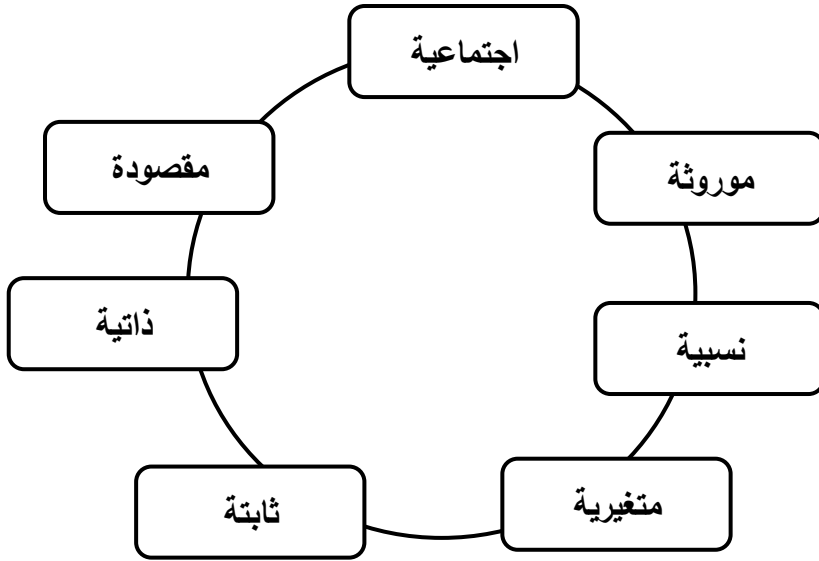 اجتماعية
موروثة
نسبية
متغيرية
ثابتة
ذاتية
مقصودة